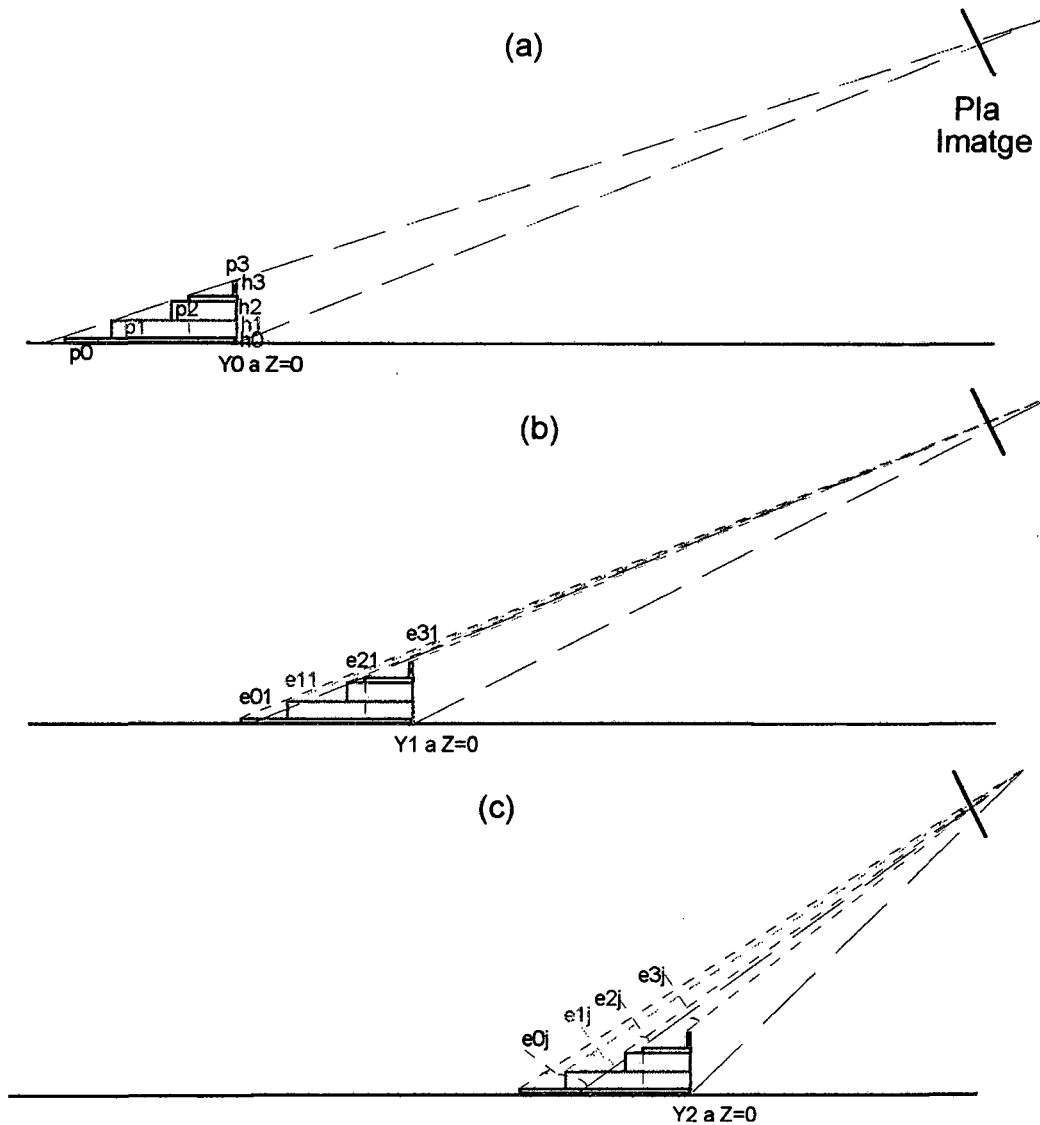 (a)
Pla
Imatge
p3
h3
p2
h2
p1
h1
h0
p0
Y0 a Z=0
(b)
e31
e21
e11
e01
Y1 a Z=0
(c)
e3j
e2j
e1j
e0j
Y2 a Z=0